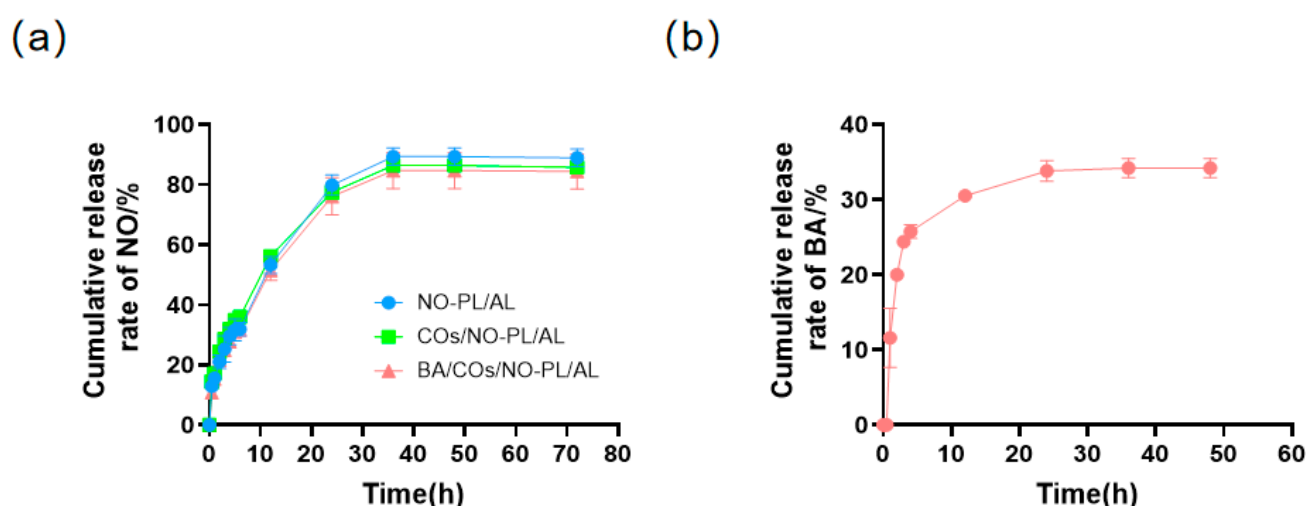 (a)
Cumulative release
rate of NO/%
100
80
60
40
20
0
0 10 20 30 40 50 60 70 80
Time(h)
NO-PL/AL
COs/NO-PL/AL
BA/COs/NO-PL/AL
(b)
Cumulative release
rate of BA/%
40
30
20
10
0
0 10 20 30 40 50 60
Time(h)